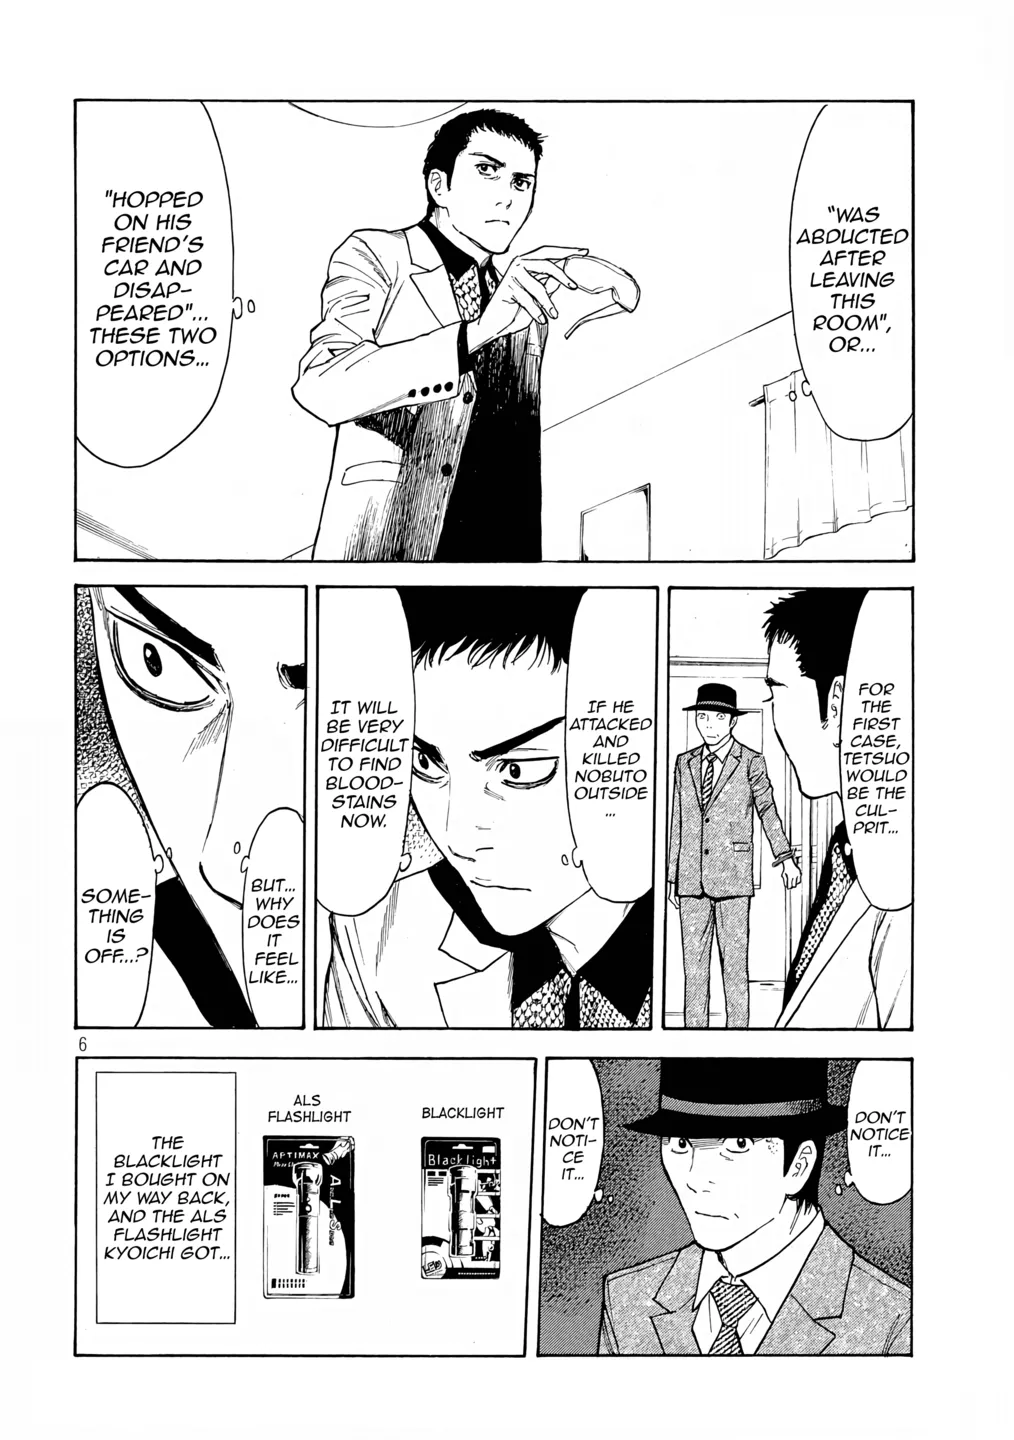 "WAS
ABDUCTED
AFTER
LEAVING
THIS
ROOM",
OR...
"HOPPED
ON HIS
FRIEND'S
CAR AND
DISAP-
PEARED"...
THESE TWO
OPTIONS...
FOR
THE
FIRST
CASE,
TETSUO
WOULD
BE THE
CUL-
PRIT...
IF HE
ATTACKED
AND
KILLED
NOBUTO
OUTSIDE
...
IT WILL
BE VERY
DIFFICULT
TO FIND
BLOOD-
STAINS
NOW.
BUT...
WHY
DOES
IT
FEEL
LIKE...
SOME-
THING
IS
OFF...?
6
DON'T
NOTICE
IT...
DON'T
NOTI-
CE
IT...
BLACKLIGHT
Blacklight
ALS
FLASHLIGHT
APTIMAX
ALS
THE
BLACKLIGHT
I BOUGHT ON
MY WAY BACK,
AND THE ALS
FLASHLIGHT
KYOICHI GOT...